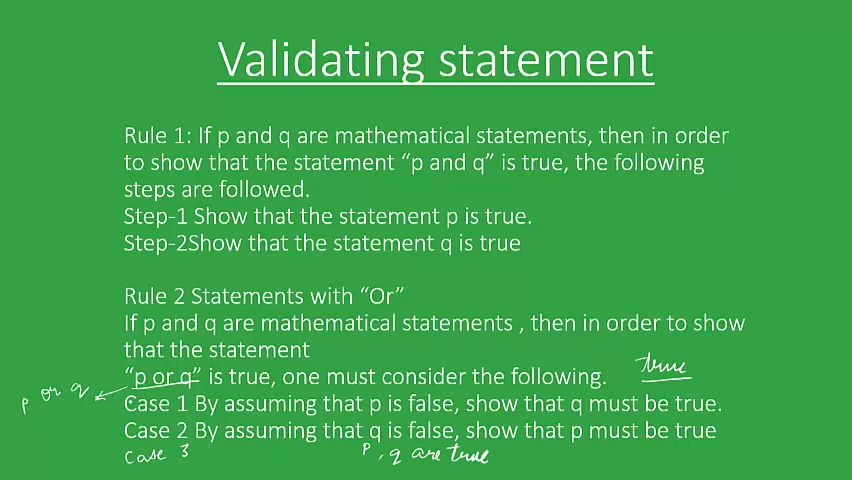 Validating statement
Rule 1: If p and q are mathematical statements, then in order
to show that the statement “p and q” is true, the following
steps are followed.
Step-1 Show that the statement p is true.
Step-2Show that the statement q is true
Rule 2 Statements with “Or”
If p and q are mathematical statements , then in order to show
that the statement
“p or q” is true, one must consider the following.
true
p or q
Case 1 By assuming that p is false, show that q must be true.
Case 2 By assuming that q is false, show that p must be true
Case 3 p, q are true